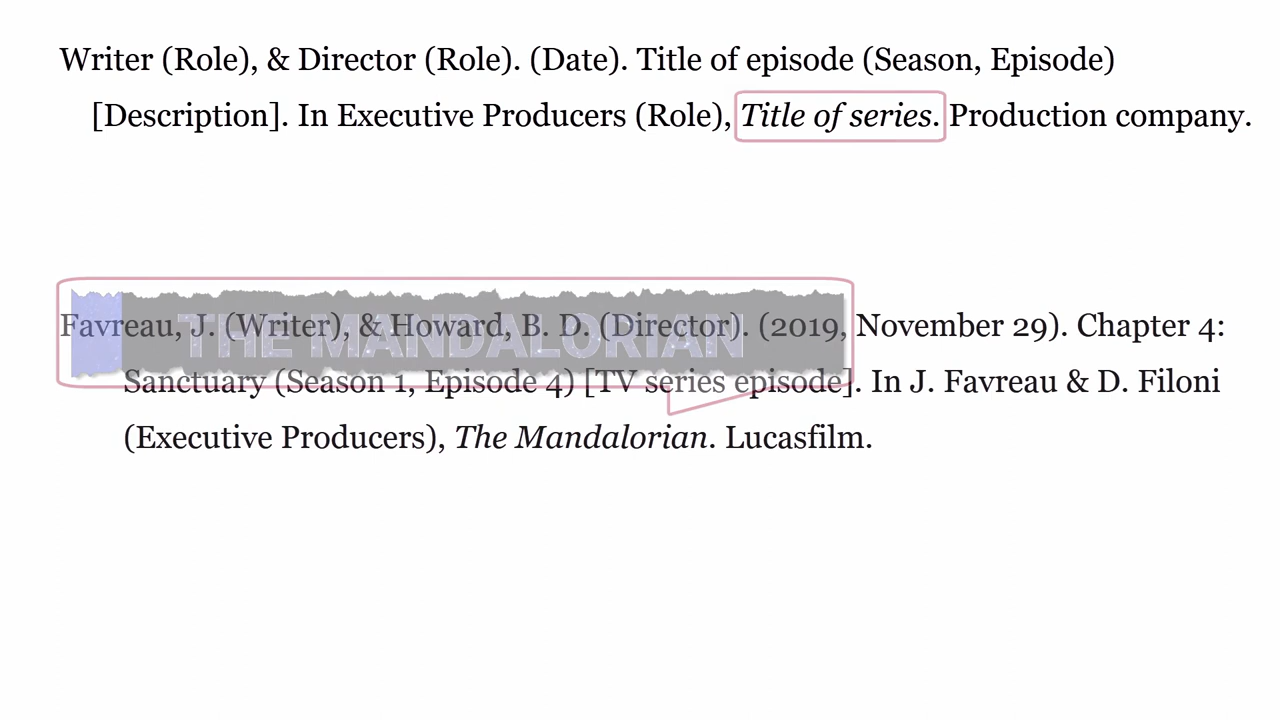 Writer (Role), & Director (Role). (Date). Title of episode (Season, Episode)
[Description]. In Executive Producers (Role), Title of series. Production company.
THE MANDALORIAN
Favreau, J. (Writer), & Howard, B. D. (Director). (2019, November 29). Chapter 4:
Sanctuary (Season 1, Episode 4) [TV series episode]. In J. Favreau & D. Filoni
(Executive Producers), The Mandalorian. Lucasfilm.